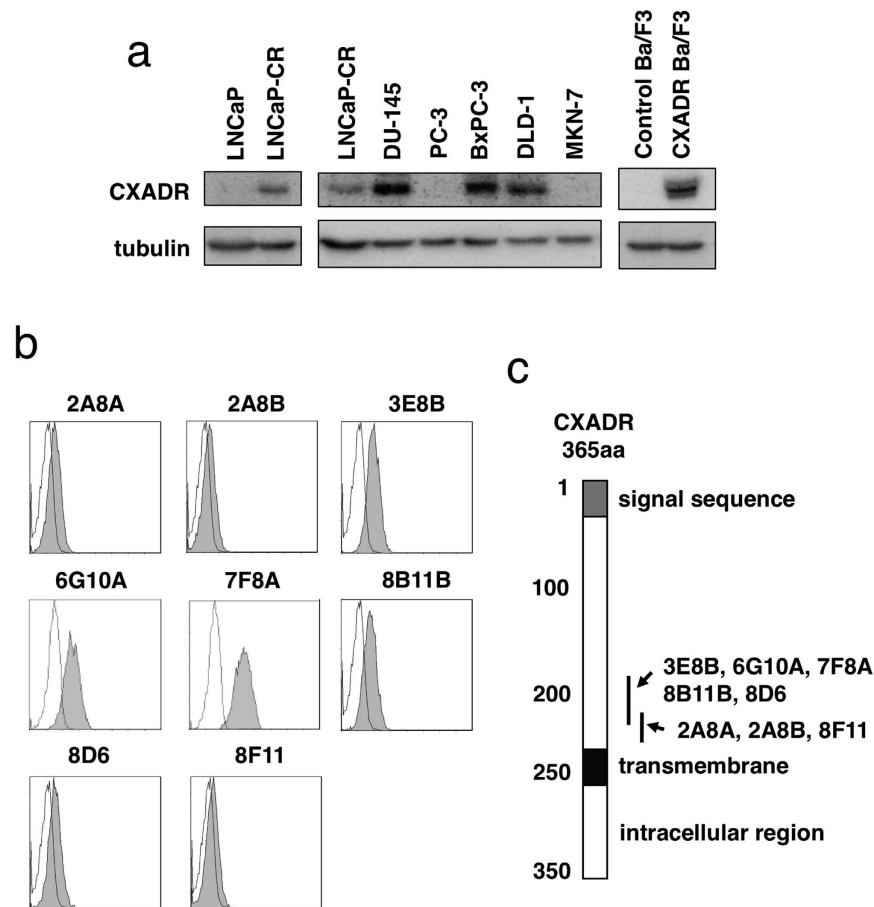 a
LNCaP
LNCaP-CR
LNCaP-CR
DU-145
PC-3
BxPC-3
DLD-1
MKN-7
Control Ba/F3
CXADR Ba/F3
CXADR
tubulin
b
2A8A
2A8B
3E8B
6G10A
7F8A
8B11B
8D6
8F11
c
CXADR
365aa
1
signal sequence
100
3E8B, 6G10A, 7F8A
200
8B11B, 8D6
2A8A, 2A8B, 8F11
250
transmembrane
intracellular region
350